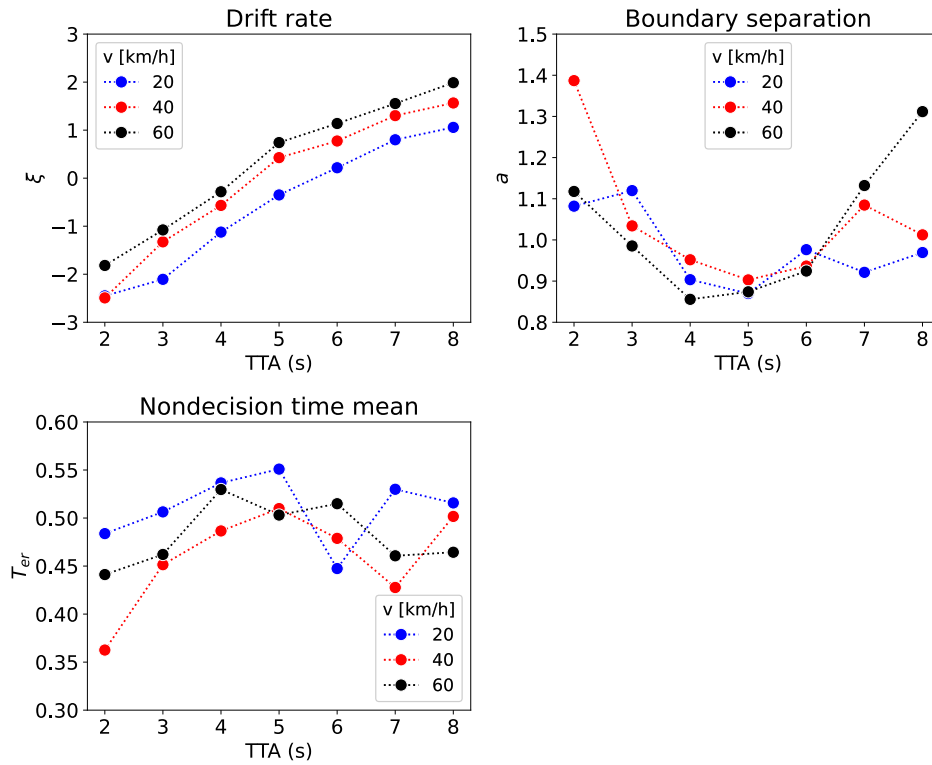 Drift rate
3
2
1
0
−1
−2
−3
ξ
v [km/h]
20
40
60
2 3 4 5 6 7 8
TTA (s)
Boundary separation
1.5
1.4
1.3
1.2
1.1
1.0
0.9
0.8
a
v [km/h]
20
40
60
2 3 4 5 6 7 8
TTA (s)
Nondecision time mean
0.60
0.55
0.50
0.45
0.40
0.35
0.30
T_er
v [km/h]
20
40
60
2 3 4 5 6 7 8
TTA (s)